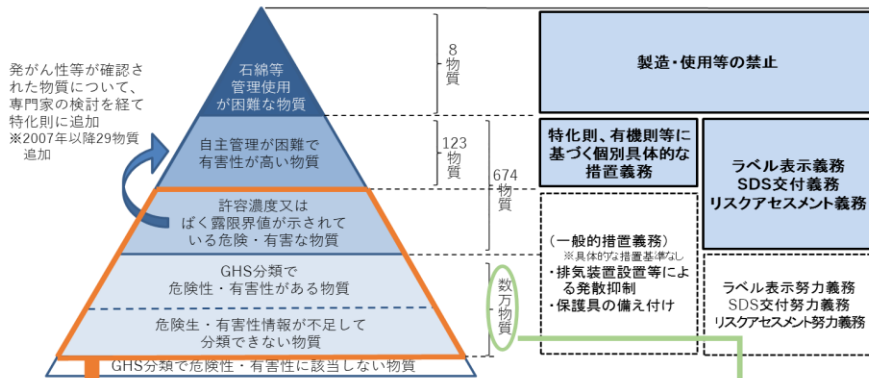 発がん性等が確認され
た物質について、
専門家の検討を経て
特化則に追加
※2007年以降29物質
追加
石綿等
管理使用
が困難な物質
自主管理が困難で
有害性が高い物質
許容濃度又は
ばく露限界値が示されて
いる危険・有害な物質
GHS分類で
危険性・有害性がある物質
危険生・有害性情報が不足して
分類できない物質
GHS分類で危険性・有害性に該当しない物質
8物質
123物質
674物質
数万物質
製造・使用等の禁止
特化則、有機則等に
基づく個別具体的な
措置義務
ラベル表示義務
SDS交付義務
リスクアセスメント義務
(一般的措置義務)
※具体的な措置基準なし
・排気装置設置等によ
る発散抑制
・保護具の備え付け
ラベル表示努力義務
SDS交付努力義務
リスクアセスメント努力義務